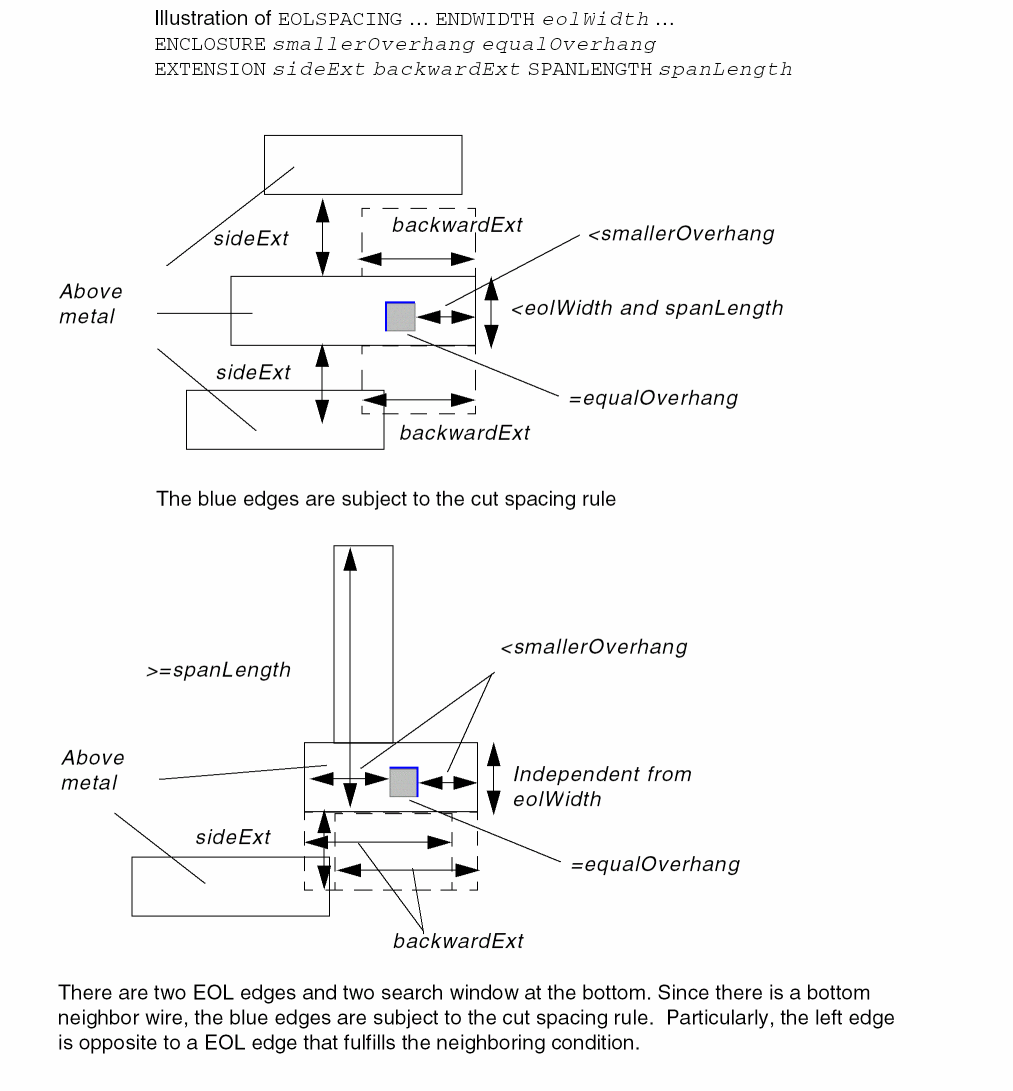 Illustration of EOLSPACING ... ENDWIDTH eolWidth ...
ENCLOSURE smallerOverhang equalOverhang
EXTENSION sideExt backwardExt SPANLENGTH spanLength
backwardExt
sideExt
<smallerOverhang
Above
metal
<eolWidth and spanLength
sideExt
=equalOverhang
backwardExt
The blue edges are subject to the cut spacing rule
<smallerOverhang
>=spanLength
Above
metal
Independent from
eolWidth
sideExt
=equalOverhang
backwardExt
There are two EOL edges and two search window at the bottom. Since there is a bottom
neighbor wire, the blue edges are subject to the cut spacing rule.  Particularly, the left edge
is opposite to a EOL edge that fulfills the neighboring condition.